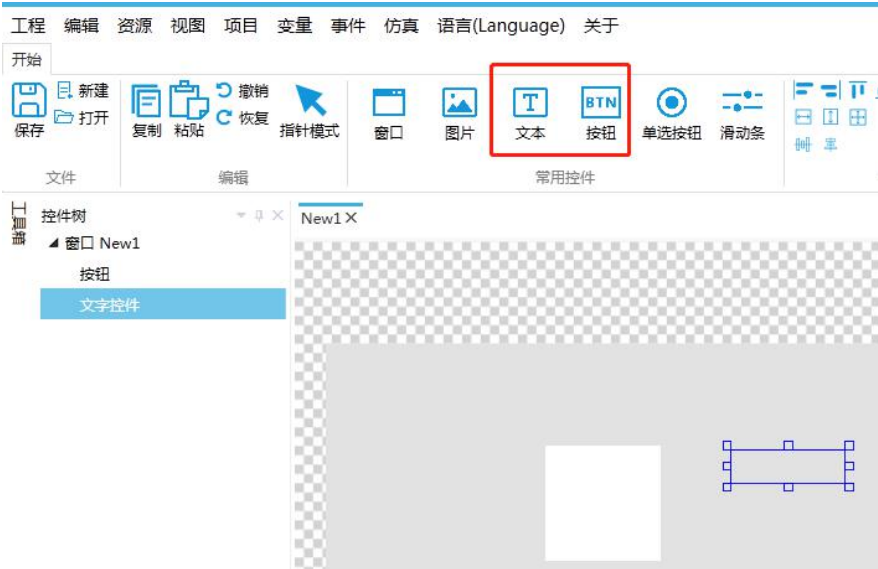 工程 编辑 资源 视图 项目 变量 事件 仿真 语言(Language) 关于
开始
新建 撤销 T BTN
保存 打开 复制 粘贴 恢复 指针模式 窗口 图片 文本 按钮 单选按钮 滑动条
文件 编辑 常用控件
工具箱
控件树 New1
窗口 New1
按钮
文字控件